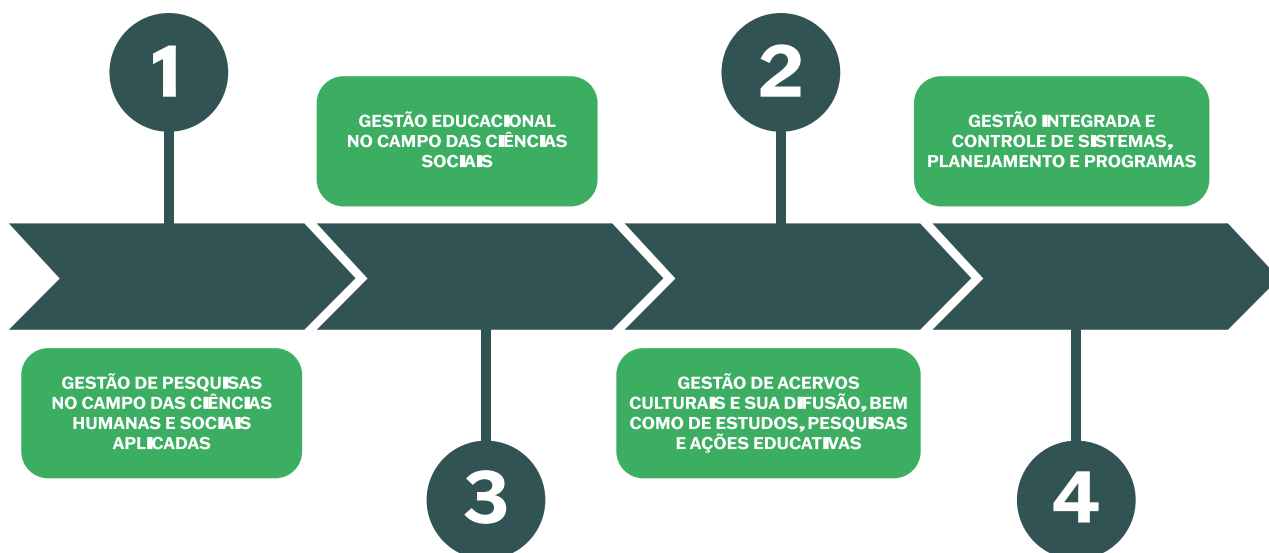 1
GESTÃO DE PESQUISAS
NO CAMPO DAS CIÊNCIAS
HUMANAS E SOCIAIS
APLICADAS
GESTÃO EDUCACIONAL
NO CAMPO DAS CIÊNCIAS
SOCIAIS
3
2
GESTÃO DE ACERVOS
CULTURAIS E SUA DIFUSÃO, BEM
COMO DE ESTUDOS, PESQUISAS
E AÇÕES EDUCATIVAS
GESTÃO INTEGRADA E
CONTROLE DE SISTEMAS,
PLANEJAMENTO E PROGRAMAS
4